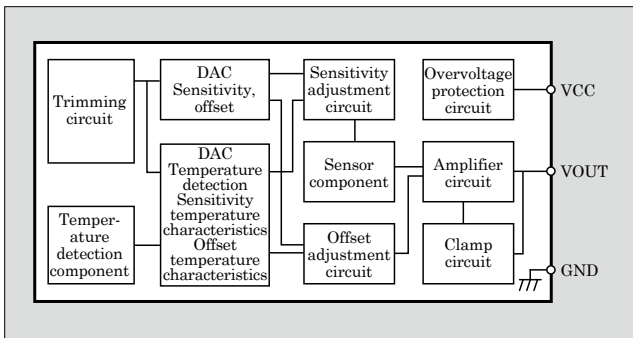 Trimming
circuit
DAC
Sensitivity,
offset
Sensitivity
adjustment
circuit
Overvoltage
protection
circuit
VCC
DAC
Temperature
detection
Sensitivity
temperature
characteristics
Offset
temperature
characteristics
Sensor
component
Amplifier
circuit
VOUT
Temper-
ature
detection
component
Offset
adjustment
circuit
Clamp
circuit
GND